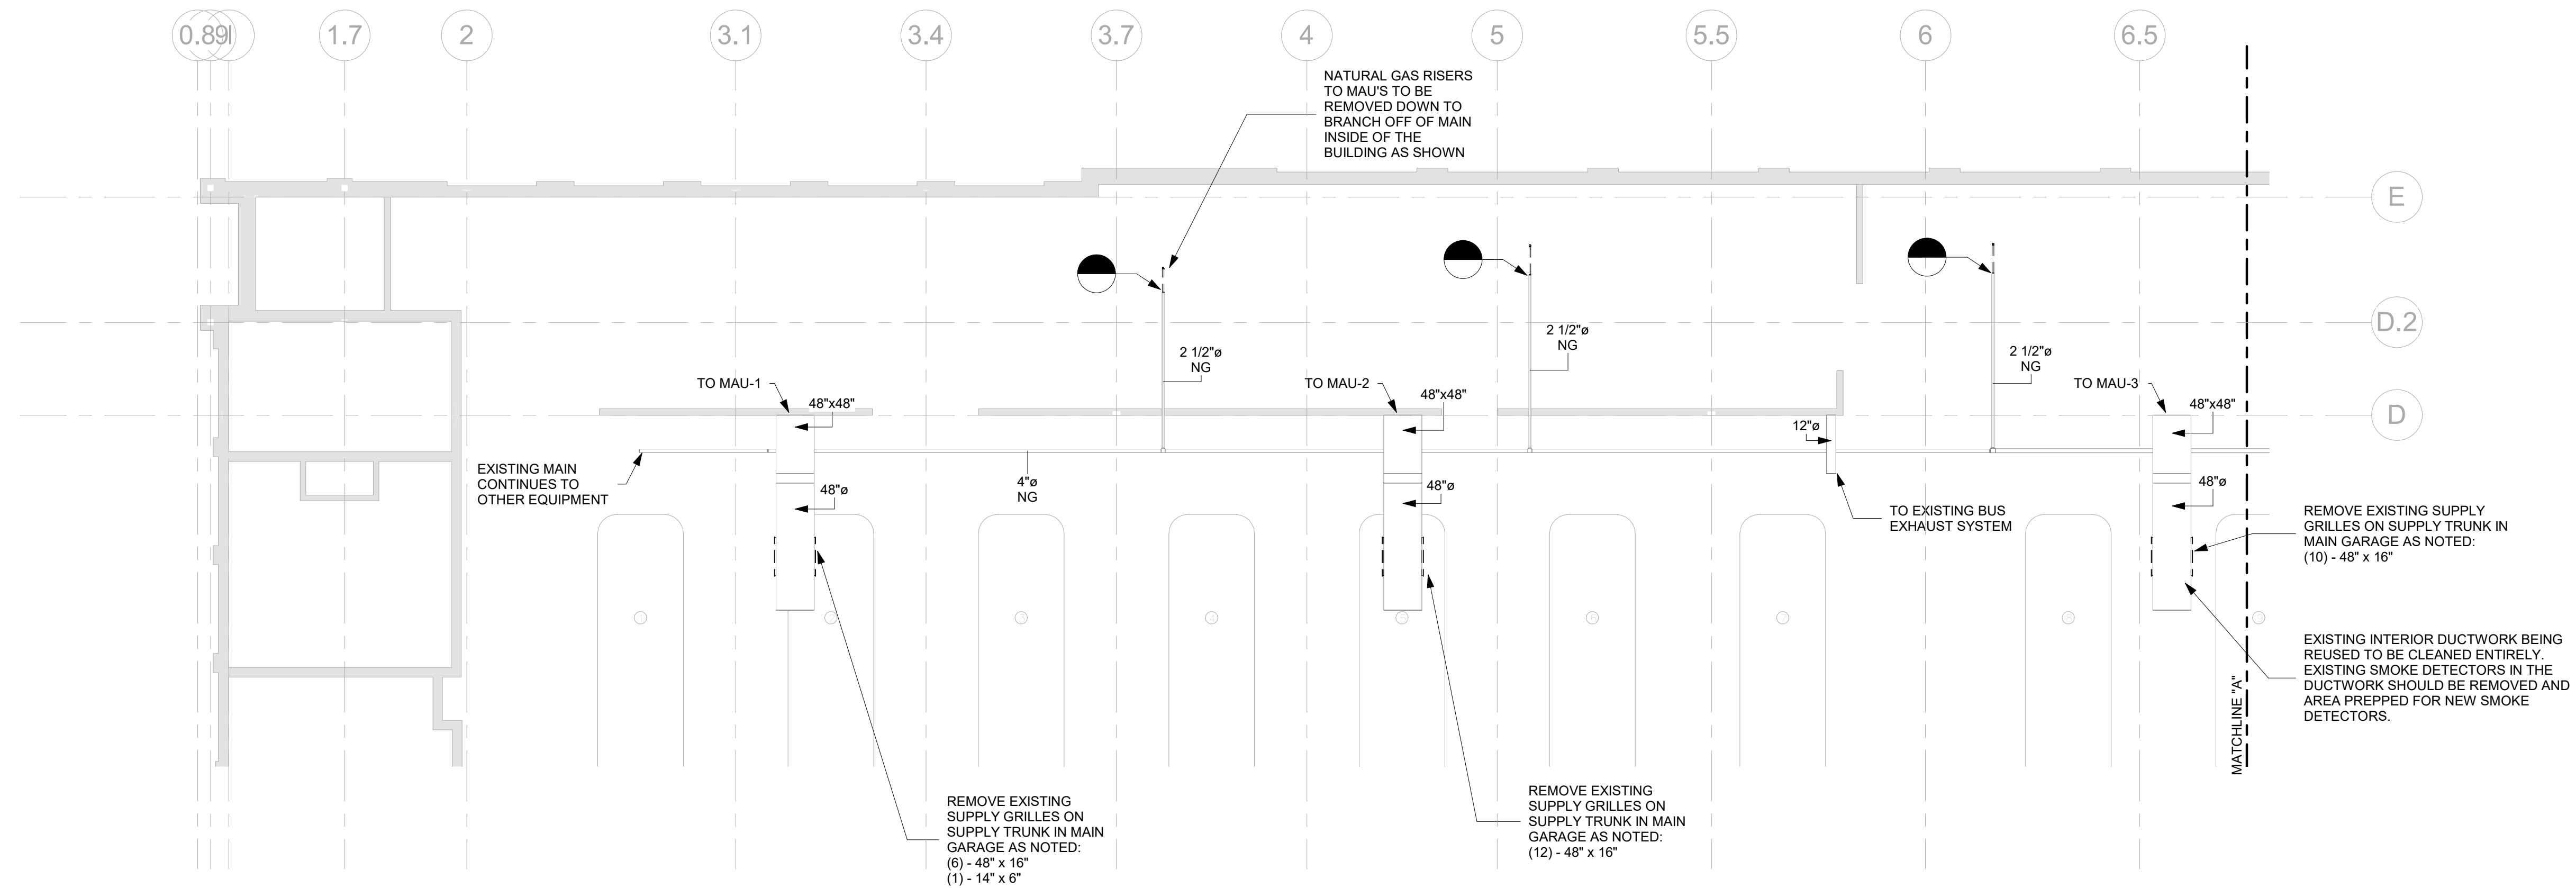 0.8
.9
1
1.7
2
3.1
3.4
3.7
4
5
5.5
6
6.5
NATURAL GAS RISERS
TO MAU'S TO BE
REMOVED DOWN TO
BRANCH OFF OF MAIN
INSIDE OF THE
BUILDING AS SHOWN
E
D.2
D
2 1/2"ø
NG
2 1/2"ø
NG
2 1/2"ø
NG
TO MAU-1
48"x48"
TO MAU-2
48"x48"
TO MAU-3
48"x48"
12"ø
EXISTING MAIN
CONTINUES TO
OTHER EQUIPMENT
48"ø
4"ø
NG
48"ø
48"ø
TO EXISTING BUS
EXHAUST SYSTEM
REMOVE EXISTING SUPPLY
GRILLES ON SUPPLY TRUNK IN
MAIN GARAGE AS NOTED:
(10) - 48" x 16"
1
2
3
4
5
6
7
8
EXISTING INTERIOR DUCTWORK BEING
REUSED TO BE CLEANED ENTIRELY.
EXISTING SMOKE DETECTORS IN THE
DUCTWORK SHOULD BE REMOVED AND
AREA PREPPED FOR NEW SMOKE
DETECTORS.
MATCHLINE "A"
REMOVE EXISTING
SUPPLY GRILLES ON
SUPPLY TRUNK IN MAIN
GARAGE AS NOTED:
(6) - 48" x 16"
(1) - 14" x 6"
REMOVE EXISTING
SUPPLY GRILLES ON
SUPPLY TRUNK IN MAIN
GARAGE AS NOTED:
(12) - 48" x 16"